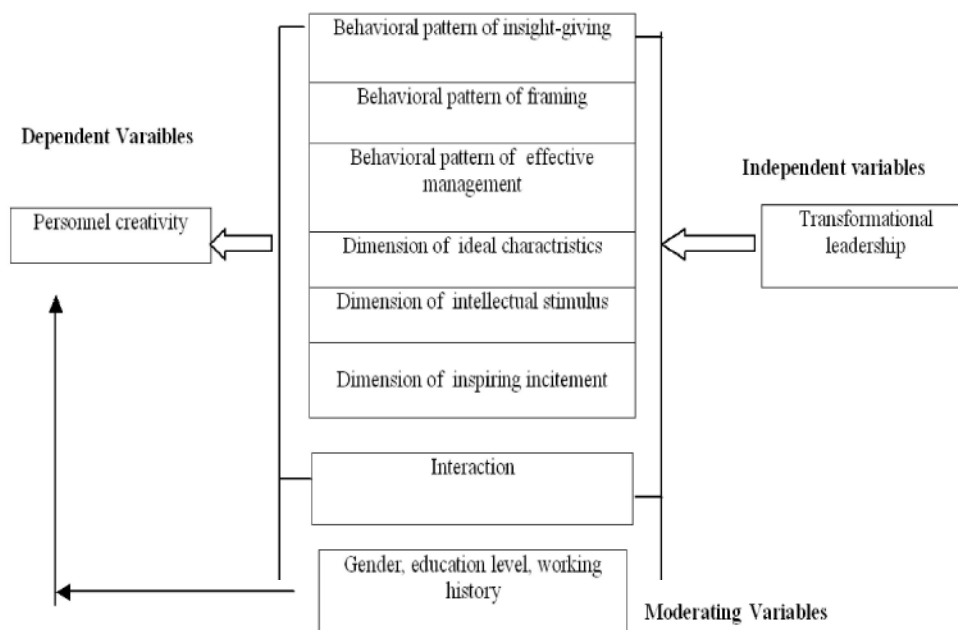 Behavioral pattern of insight-giving
Behavioral pattern of framing
Dependent Varaibles
Behavioral pattern of effective
management
Independent variables
Personnel creativity
Transformational
leadership
Dimension of ideal charactristics
Dimension of intellectual stimulus
Dimension of inspiring incitement
Interaction
Gender, education level, working
history
Moderating Variables